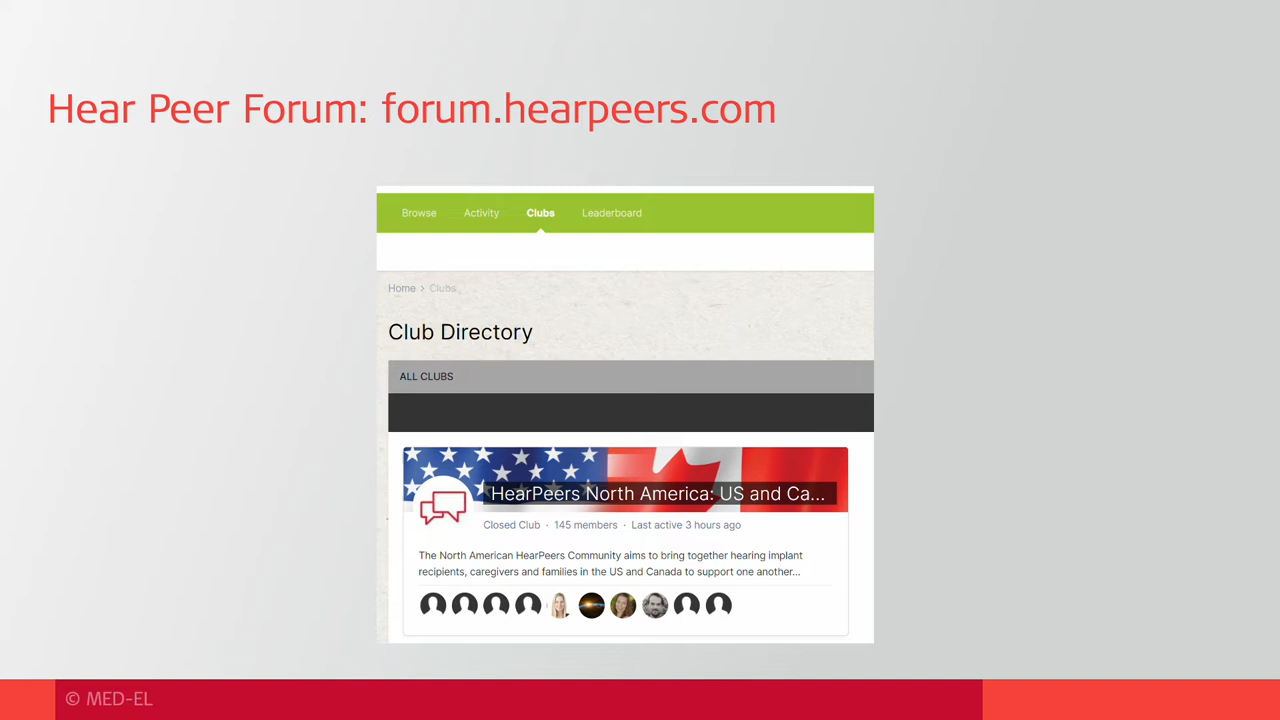 Hear Peer Forum: forum.hearpeers.com
Browse Activity Clubs Leaderboard
Home > Clubs
Club Directory
ALL CLUBS
HearPeers North America: US and Ca...
Closed Club · 145 members · Last active 3 hours ago
The North American HearPeers Community aims to bring together hearing implant
recipients, caregivers and families in the US and Canada to support one another...
© MED-EL